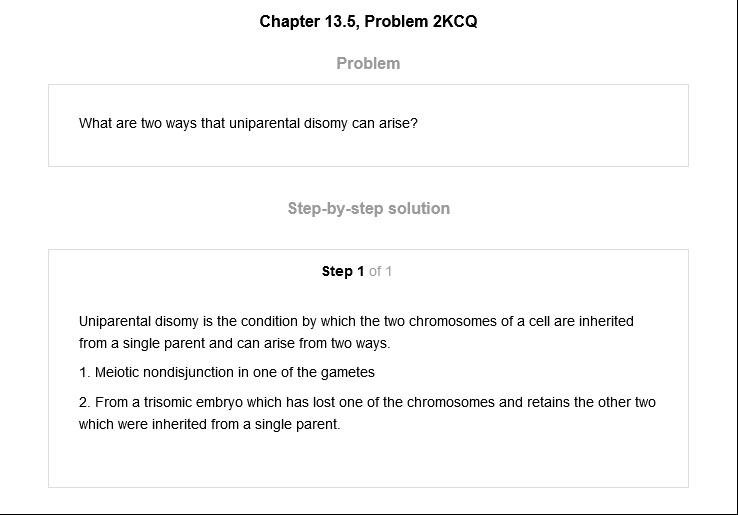 Chapter 13.5, Problem 2KCQ
Problem
What are two ways that uniparental disomy can arise?
Step-by-step solution
Step 1 of 1
Uniparental disomy is the condition by which the two chromosomes of a cell are inherited
from a single parent and can arise from two ways.
1. Meiotic nondisjunction in one of the gametes
2. From a trisomic embryo which has lost one of the chromosomes and retains the other two
which were inherited from a single parent.